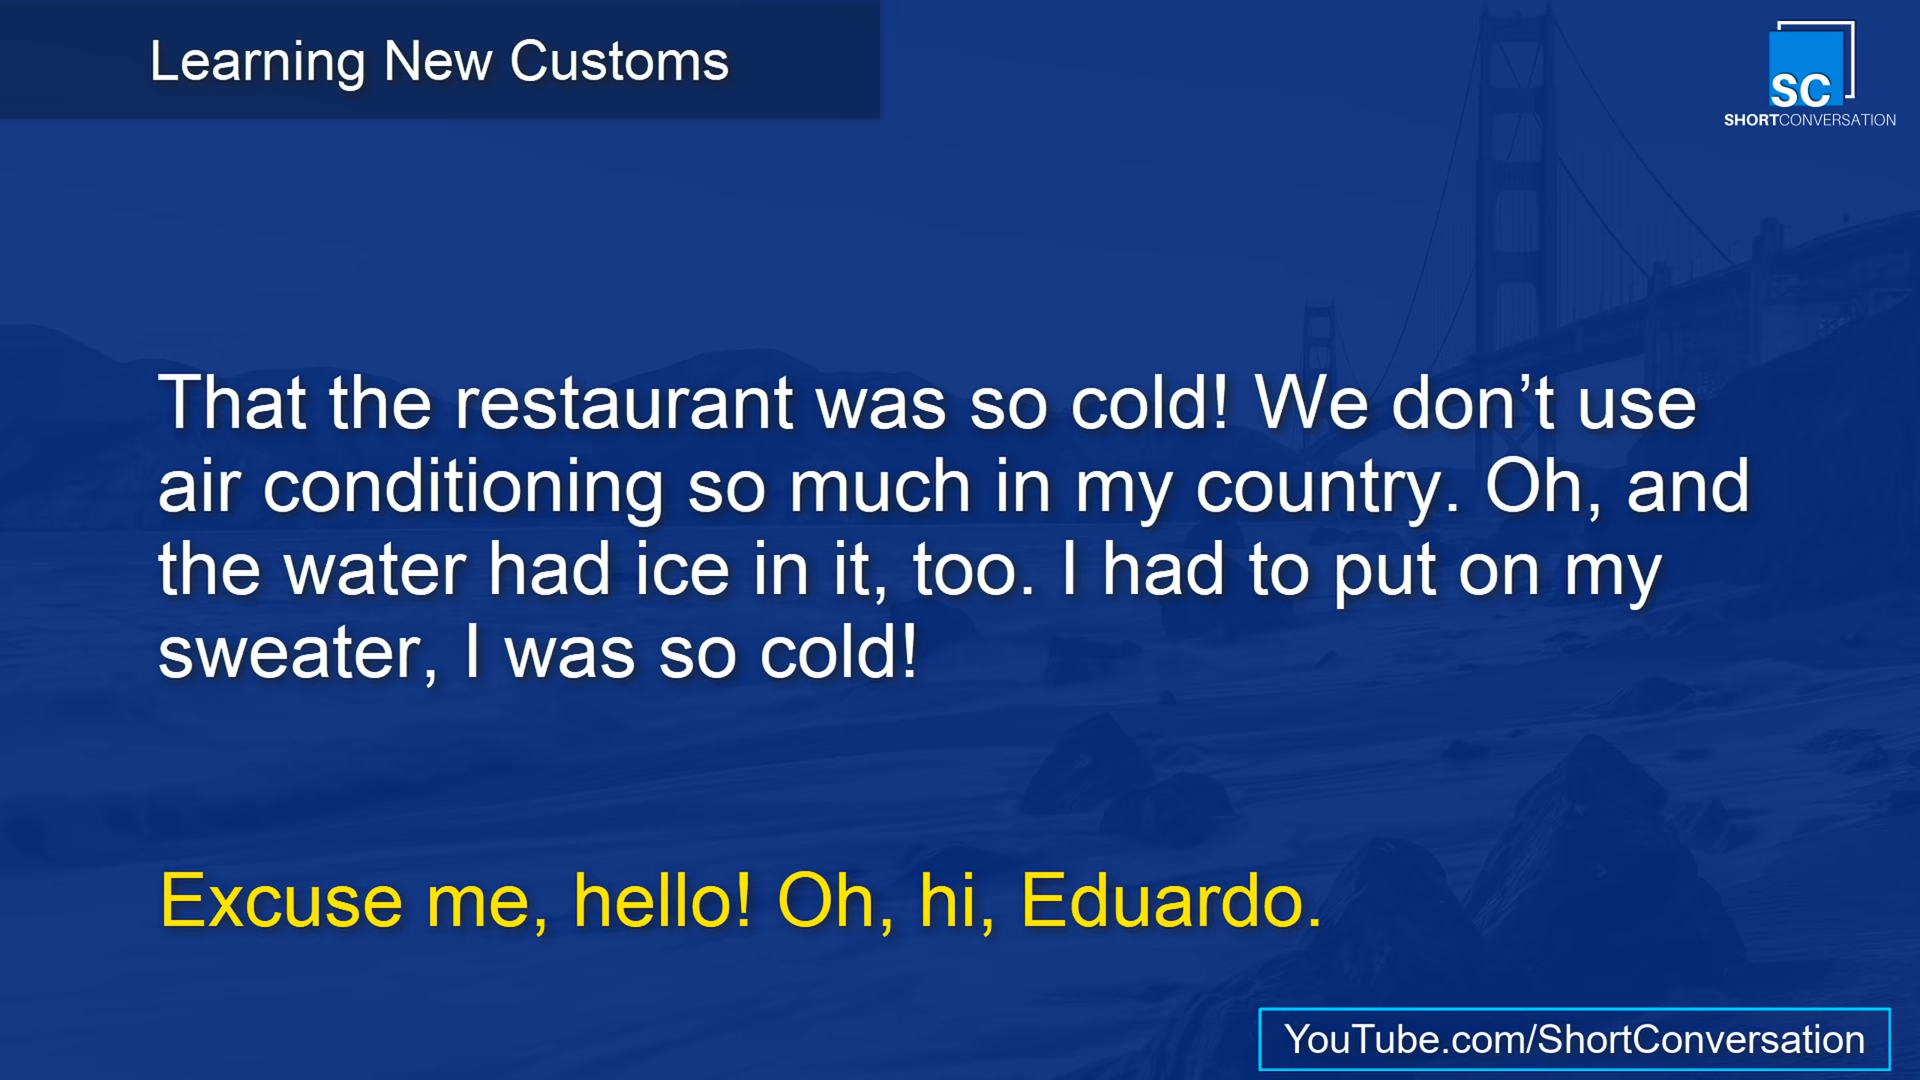 Learning New Customs
SC
SHORTCONVERSATION
That the restaurant was so cold! We don’t use
air conditioning so much in my country. Oh, and
the water had ice in it, too. I had to put on my
sweater, I was so cold!
Excuse me, hello! Oh, hi, Eduardo.
YouTube.com/ShortConversation